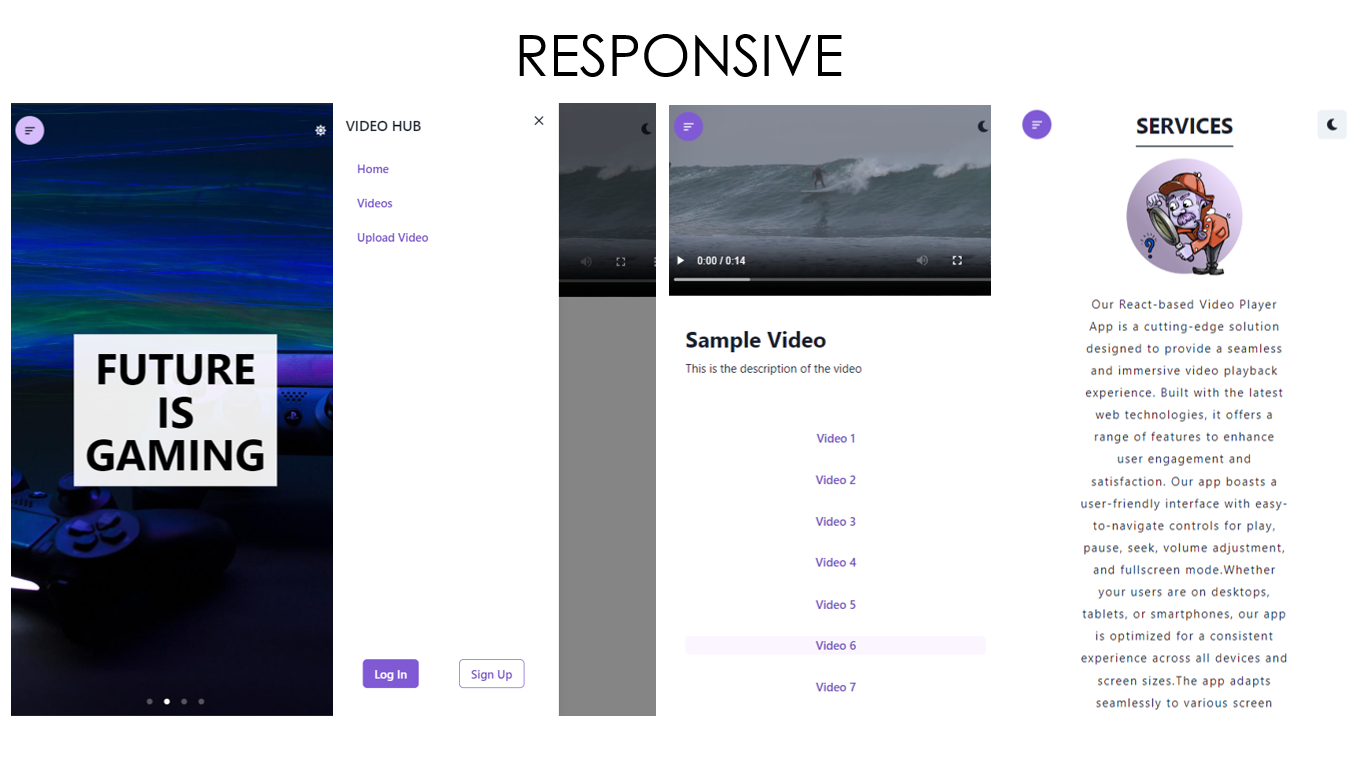 RESPONSIVE
FUTURE
IS
GAMING
VIDEO HUB
Home
Videos
Upload Video
Log In
Sign Up
0:00 / 0:14
Sample Video
This is the description of the video
Video 1
Video 2
Video 3
Video 4
Video 5
Video 6
Video 7
SERVICES
?
Our React-based Video Player
App is a cutting-edge solution
designed to provide a seamless
and immersive video playback
experience. Built with the latest
web technologies, it offers a
range of features to enhance
user engagement and
satisfaction. Our app boasts a
user-friendly interface with easy-
to-navigate controls for play,
pause, seek, volume adjustment,
and fullscreen mode.Whether
your users are on desktops,
tablets, or smartphones, our app
is optimized for a consistent
experience across all devices and
screen sizes.The app adapts
seamlessly to various screen